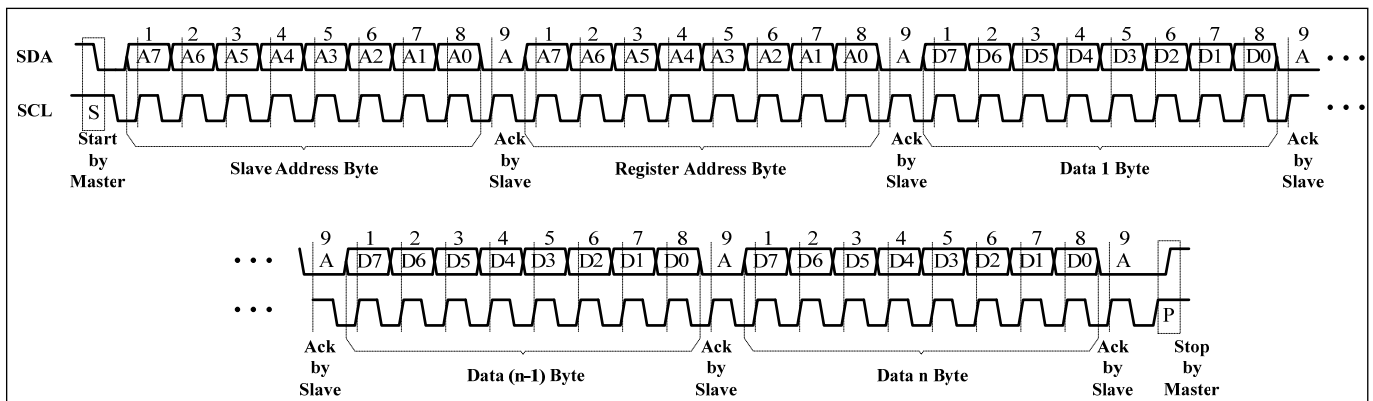 1 2 3 4 5 6 7 8 9 1 2 3 4 5 6 7 8 9 1 2 3 4 5 6 7 8 9
SDA A7 A6 A5 A4 A3 A2 A1 A0 A A7 A6 A5 A4 A3 A2 A1 A0 A D7 D6 D5 D4 D3 D2 D1 D0 A • • •
SCL S • • •
Start by Master
Slave Address Byte
Ack by Slave
Register Address Byte
Ack by Slave
Data 1 Byte
Ack by Slave
9 1 2 3 4 5 6 7 8 9 1 2 3 4 5 6 7 8 9
• • • A D7 D6 D5 D4 D3 D2 D1 D0 A D7 D6 D5 D4 D3 D2 D1 D0 A
• • • P
Ack by Slave
Data (n-1) Byte
Ack by Slave
Data n Byte
Ack by Slave
Stop by Master